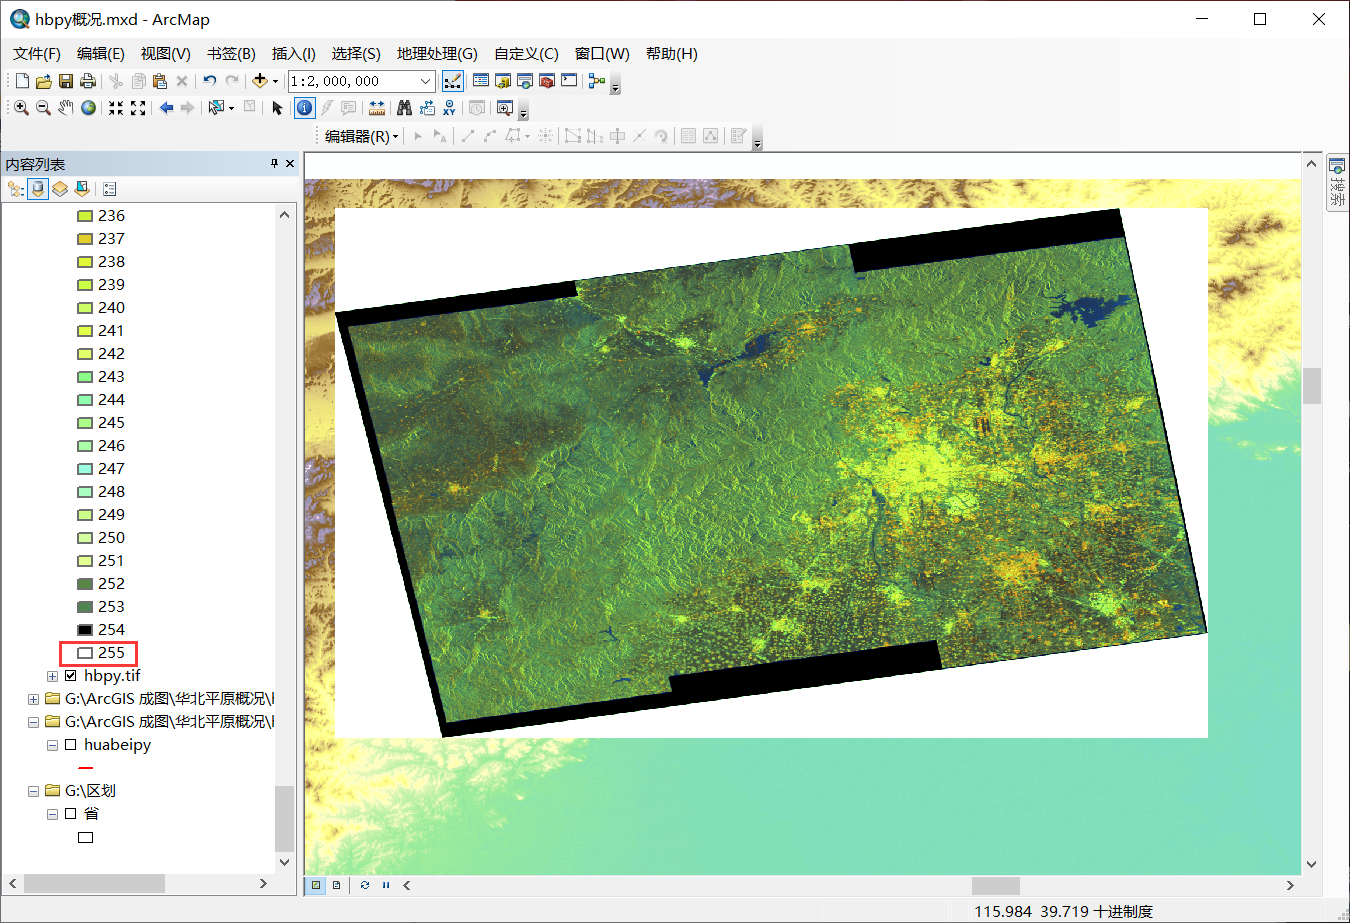 hbpy概况.mxd - ArcMap
文件(F) 编辑(E) 视图(V) 书签(B) 插入(I) 选择(S) 地理处理(G) 自定义(C) 窗口(W) 帮助(H)
1:2,000,000
XY
编辑器(R)
内容列表
搜索
236
237
238
239
240
241
242
243
244
245
246
247
248
249
250
251
252
253
254
255
hbpy.tif
G:\ArcGIS 成图\华北平原概况\
G:\ArcGIS 成图\华北平原概况\
huabeipy
G:\区划
省
115.984 39.719 十进制度